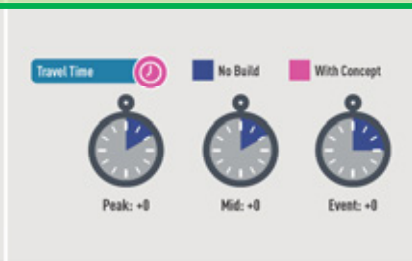 Travel Time
No Build
With Concept
Peak: +0
Mid: +0
Event: +0